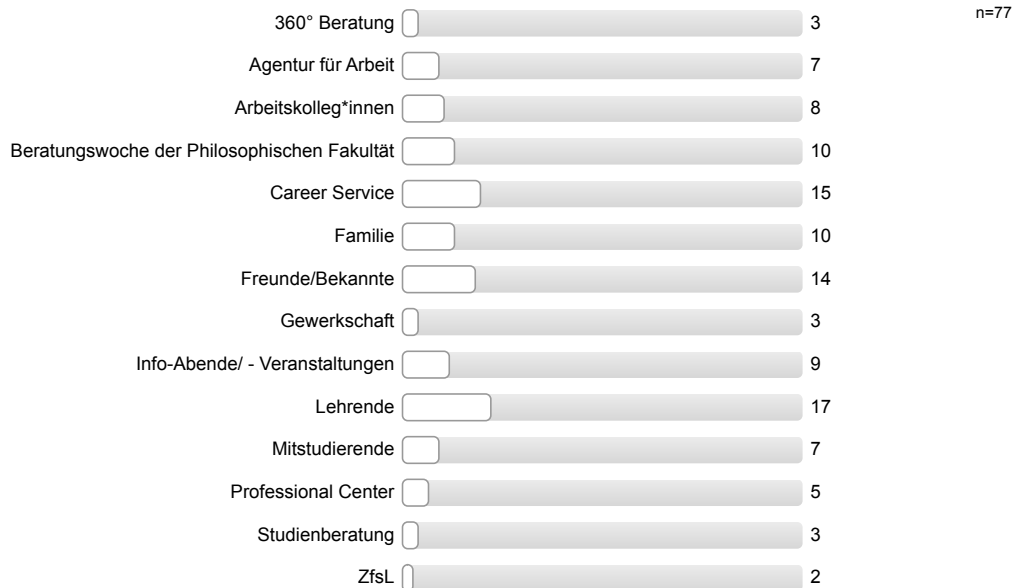 360° Beratung 3
n=77
Agentur für Arbeit 7
Arbeitskolleg*innen 8
Beratungswoche der Philosophischen Fakultät 10
Career Service 15
Familie 10
Freunde/Bekannte 14
Gewerkschaft 3
Info-Abende/ - Veranstaltungen 9
Lehrende 17
Mitstudierende 7
Professional Center 5
Studienberatung 3
ZfsL 2